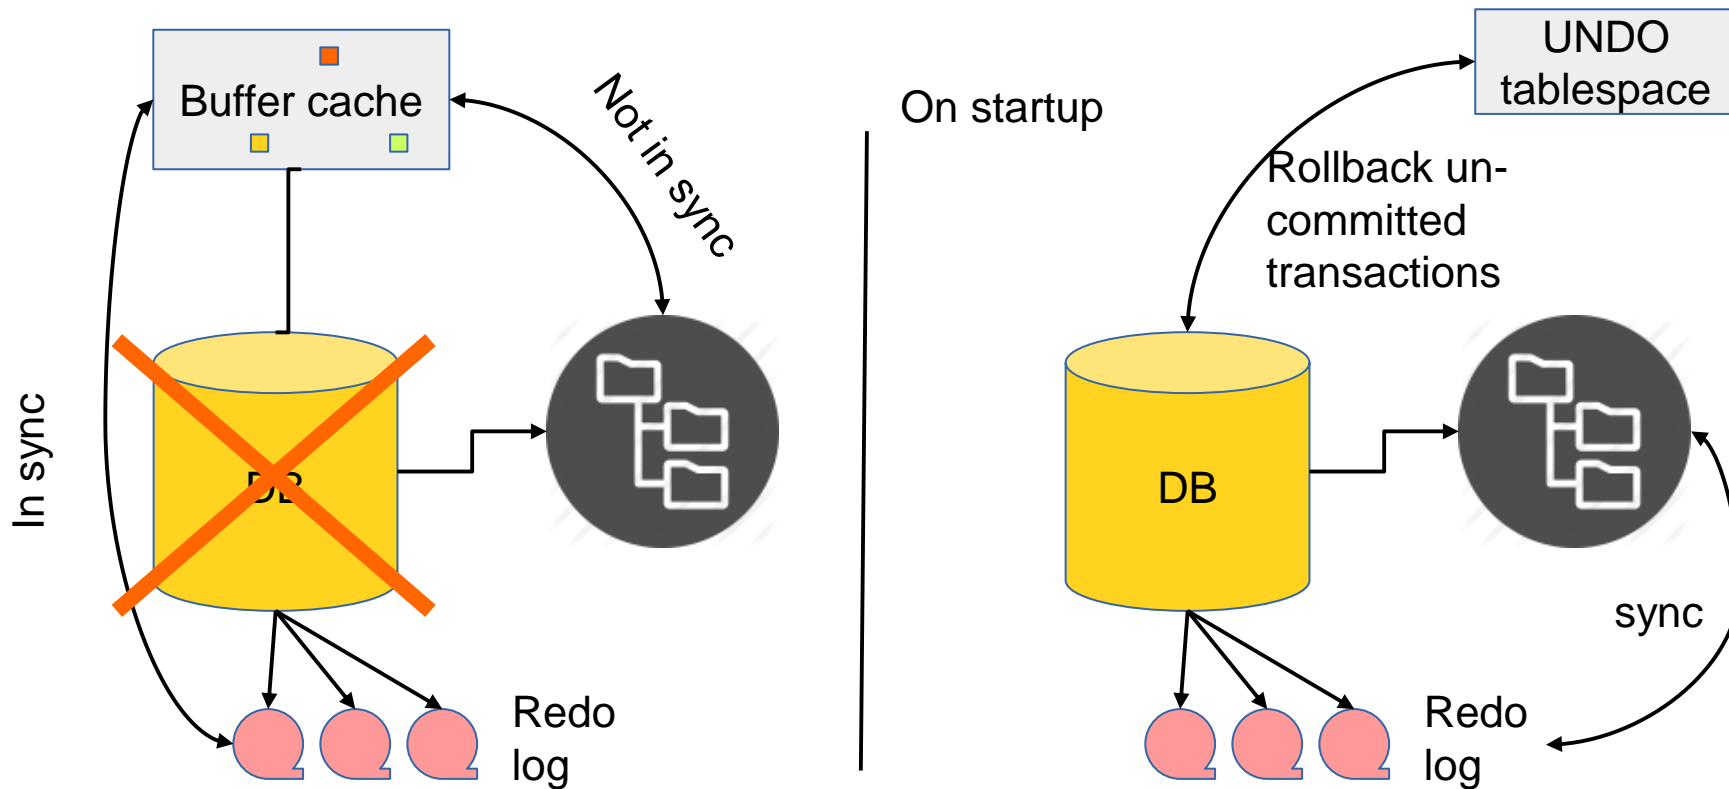 Buffer cache
Not in sync
In sync
DB
Redo
log
On startup
UNDO
tablespace
Rollback un-
committed
transactions
DB
sync
Redo
log